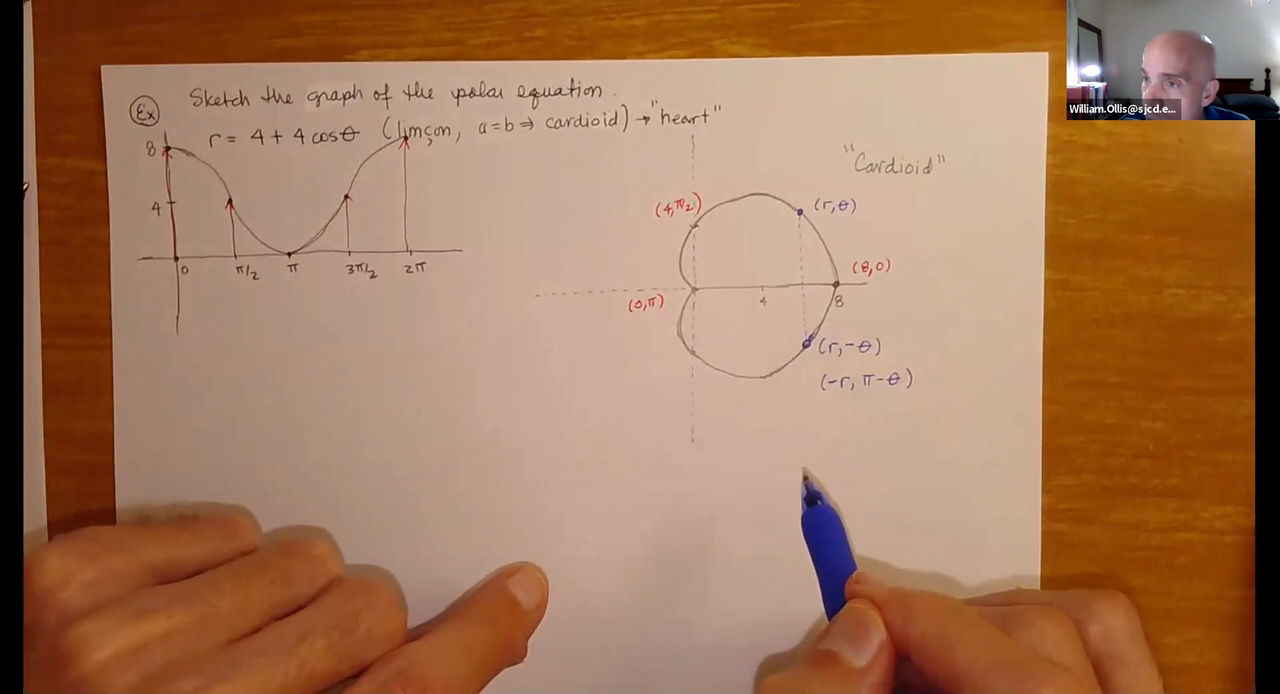 Ex Sketch the graph of the polar equation.
r = 4 + 4 cosθ (limçon, a=b ⇒ cardioid) → "heart"
8
4
0 π/2 π 3π/2 2π
"Cardioid"
(4, π/2) (r, θ)
(8, 0)
(0, π) 4 8
(r, -θ)
(-r, π-θ)
William.Ollis@sjcd.e...